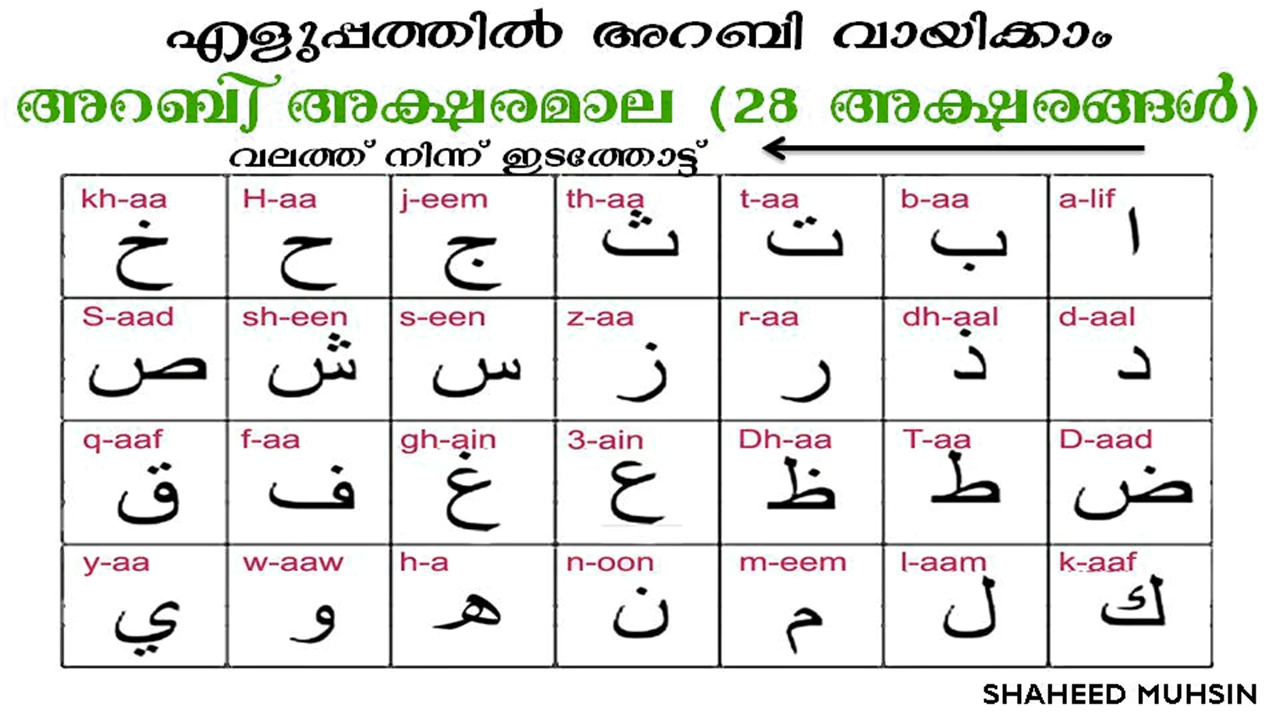 എളുപ്പത്തിൽ അറബി വായിക്കാം
അറബി അക്ഷരമാല (28 അക്ഷരങ്ങൾ)
വലത്ത് നിന്ന് ഇടത്തോട്ട്
kh-aa H-aa j-eem th-aa t-aa b-aa a-lif
خ ح ج ث ت ب ا
S-aad sh-een s-een z-aa r-aa dh-aal d-aal
ص ش س ز ر ذ د
q-aaf f-aa gh-ain 3-ain Dh-aa T-aa D-aad
ق ف غ ع ظ ط ض
y-aa w-aaw h-a n-oon m-eem l-aam k-aaf
ي و ه ن م ل ك
SHAHEED MUHSIN